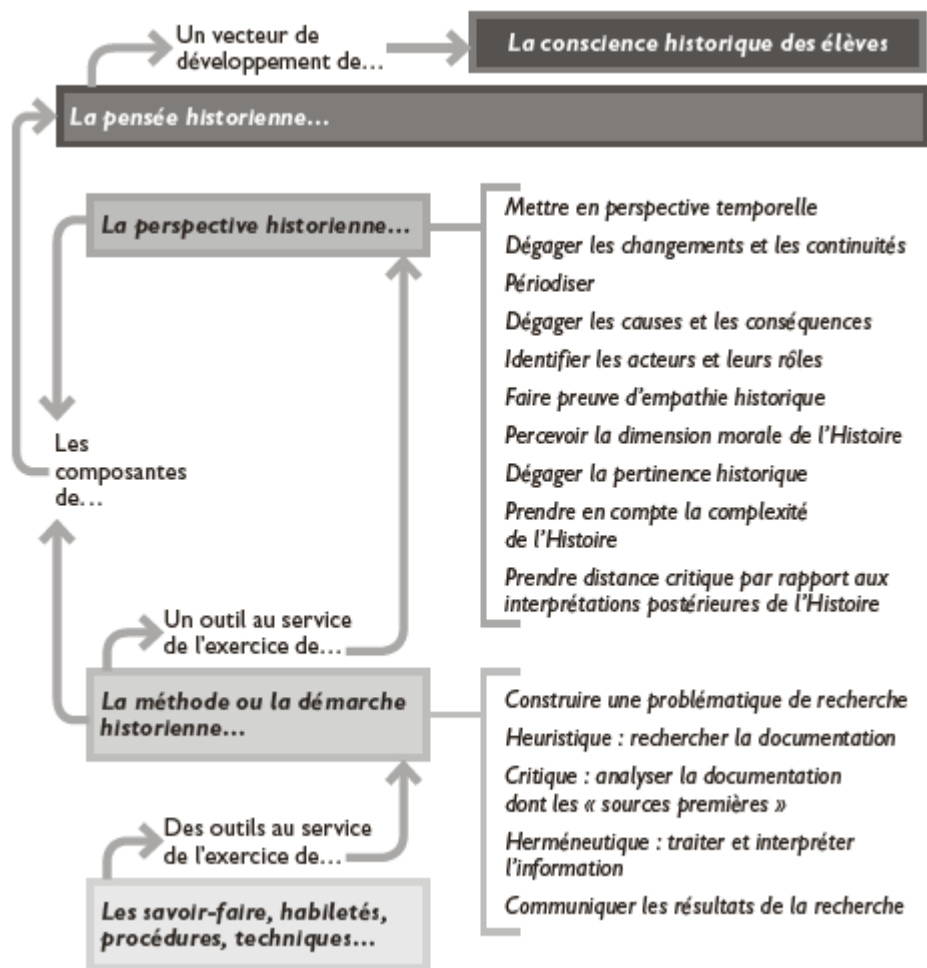 Un vecteur de
développement de...
La conscience historique des élèves
La pensée historienne...
La perspective historienne...
Mettre en perspective temporelle
Dégager les changements et les continuités
Périodiser
Dégager les causes et les conséquences
Identifier les acteurs et leurs rôles
Faire preuve d'empathie historique
Percevoir la dimension morale de l'Histoire
Dégager la pertinence historique
Prendre en compte la complexité
de l'Histoire
Prendre distance critique par rapport aux
interprétations postérieures de l'Histoire
Les
composantes
de...
Un outil au service
de l'exercice de...
La méthode ou la démarche
historienne...
Construire une problématique de recherche
Heuristique : rechercher la documentation
Critique : analyser la documentation
dont les « sources premières »
Herméneutique : traiter et interpréter
l'information
Communiquer les résultats de la recherche
Des outils au service
de l'exercice de...
Les savoir-faire, habiletés,
procédures, techniques...